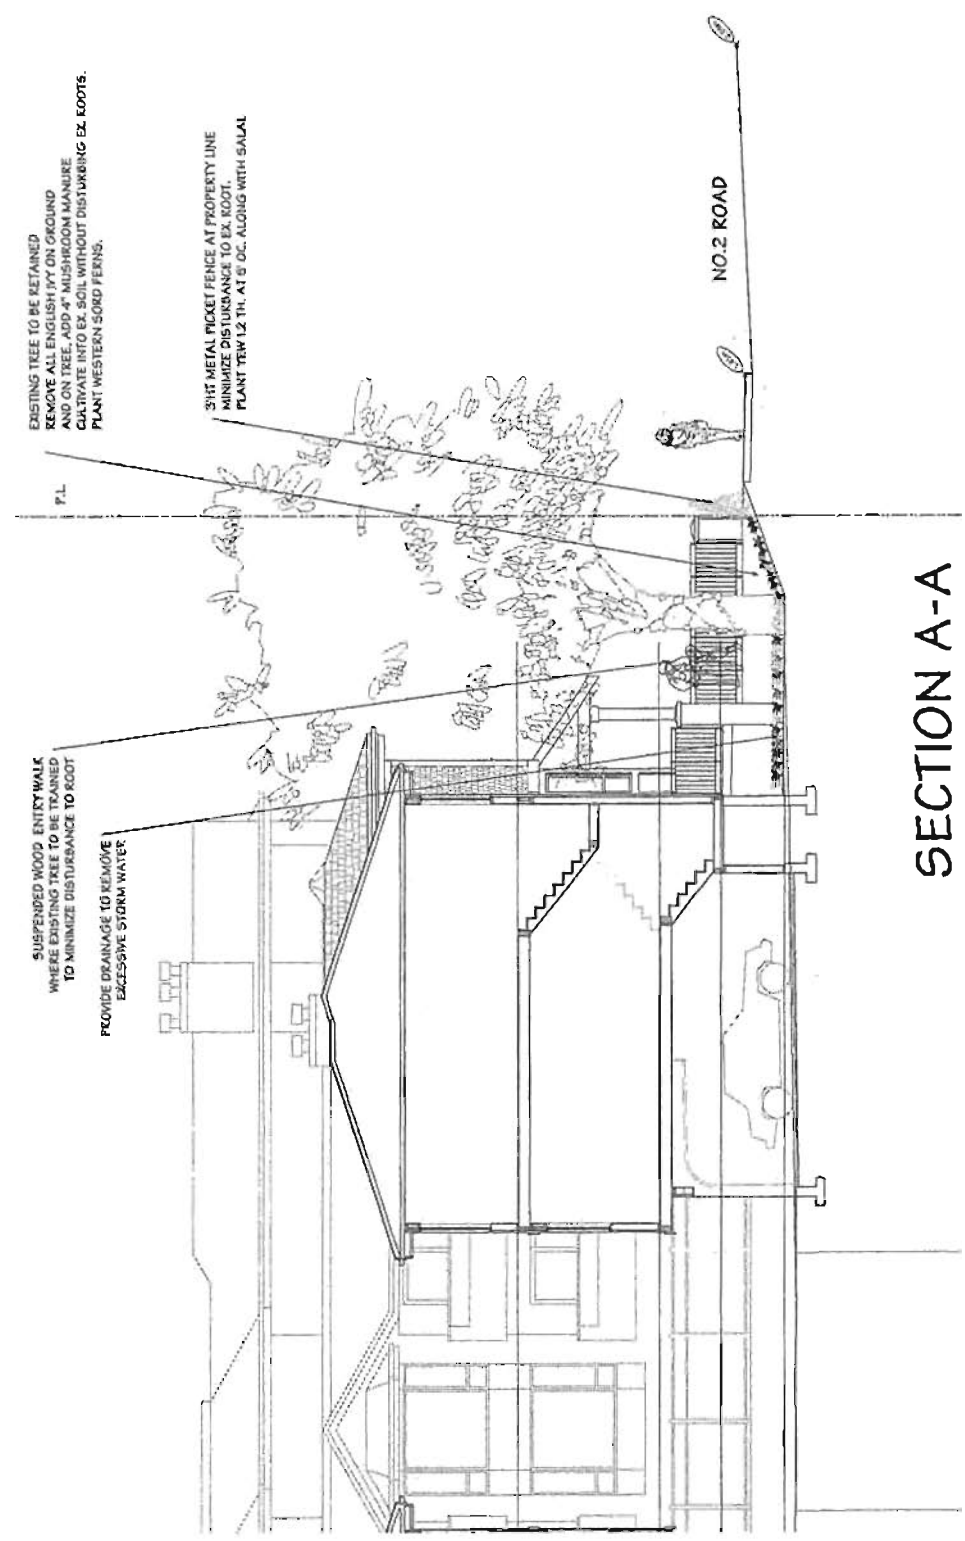 EXISTING TREE TO BE RETAINED
REMOVE ALL ENGLISH IVY ON GROUND
AND ON TREE, ADD 4" MUSHROOM MANURE
CULTIVATE INTO EX. SOIL WITHOUT DISTURBING EX. ROOTS.
PLANT WESTERN SORD FERNS.
P.L.
3'HT METAL PICKET FENCE AT PROPERTY LINE
MINIMIZE DISTURBANCE TO EX. ROOT.
PLANT YEW 1.2 TH. AT 5' OC. ALONG WITH SALAL
SUSPENDED WOOD ENTRY WALK
WHERE EXISTING TREE TO BE TRAINED
TO MINIMIZE DISTURBANCE TO ROOT
PROVIDE DRAINAGE TO REMOVE
EXCESSIVE STORM WATER
NO.2 ROAD
SECTION A-A